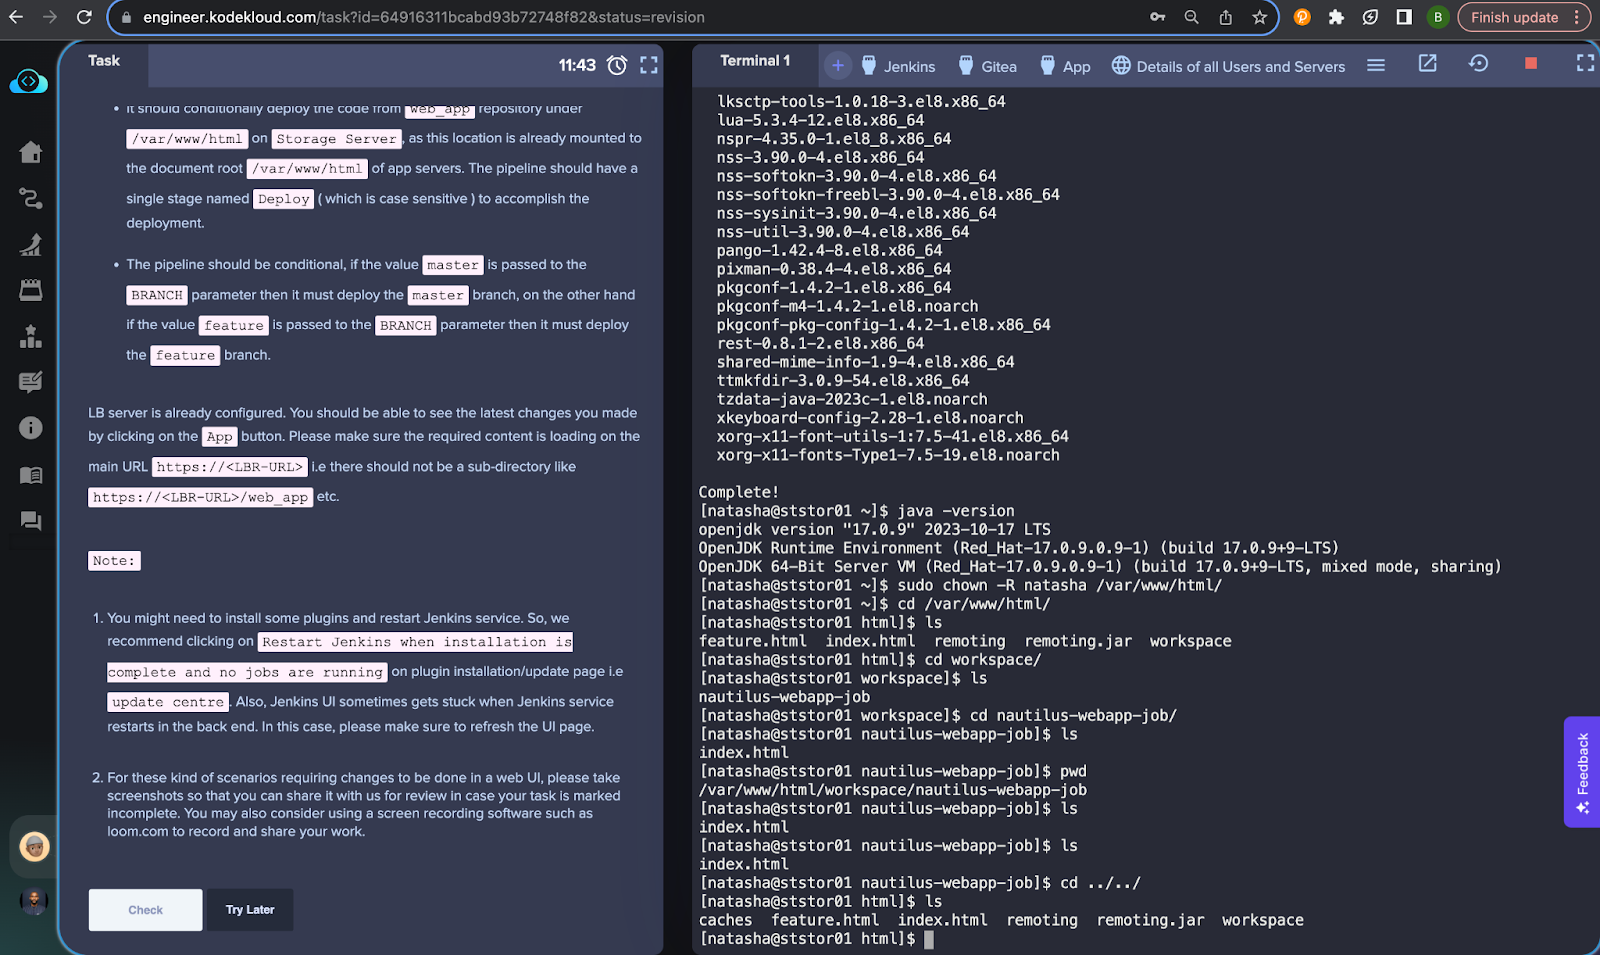 engineer.kodekloud.com/task?id=64916311bcabd93b72748f82&status=revision
B
Finish update
Task
11:43
It should conditionally deploy the code from web_app repository under
/var/www/html on Storage Server, as this location is already mounted to
the document root /var/www/html of app servers. The pipeline should have a
single stage named Deploy ( which is case sensitive ) to accomplish the
deployment.
The pipeline should be conditional, if the value master is passed to the
BRANCH parameter then it must deploy the master branch, on the other hand
if the value feature is passed to the BRANCH parameter then it must deploy
the feature branch.
LB server is already configured. You should be able to see the latest changes you made
by clicking on the App button. Please make sure the required content is loading on the
main URL https://<LBR-URL> i.e there should not be a sub-directory like
https://<LBR-URL>/web_app etc.
Note:
1. You might need to install some plugins and restart Jenkins service. So, we
recommend clicking on Restart Jenkins when installation is
complete and no jobs are running on plugin installation/update page i.e
update centre. Also, Jenkins UI sometimes gets stuck when Jenkins service
restarts in the back end. In this case, please make sure to refresh the UI page.
2. For these kind of scenarios requiring changes to be done in a web UI, please take
screenshots so that you can share it with us for review in case your task is marked
incomplete. You may also consider using a screen recording software such as
loom.com to record and share your work.
Check
Try Later
Terminal 1
+
Jenkins
Gitea
App
Details of all Users and Servers
lksctp-tools-1.0.18-3.el8.x86_64
lua-5.3.4-12.el8.x86_64
nspr-4.35.0-1.el8_8.x86_64
nss-3.90.0-4.el8.x86_64
nss-softokn-3.90.0-4.el8.x86_64
nss-softokn-freebl-3.90.0-4.el8.x86_64
nss-sysinit-3.90.0-4.el8.x86_64
nss-util-3.90.0-4.el8.x86_64
pango-1.42.4-8.el8.x86_64
pixman-0.38.4-4.el8.x86_64
pkgconf-1.4.2-1.el8.x86_64
pkgconf-m4-1.4.2-1.el8.noarch
pkgconf-pkg-config-1.4.2-1.el8.x86_64
rest-0.8.1-2.el8.x86_64
shared-mime-info-1.9-4.el8.x86_64
ttmkfdir-3.0.9-54.el8.x86_64
tzdata-java-2023c-1.el8.noarch
xkeyboard-config-2.28-1.el8.noarch
xorg-x11-font-utils-1:7.5-41.el8.x86_64
xorg-x11-fonts-Type1-7.5-19.el8.noarch
Complete!
[natasha@ststor01 ~]$ java -version
openjdk version "17.0.9" 2023-10-17 LTS
OpenJDK Runtime Environment (Red_Hat-17.0.9.0.9-1) (build 17.0.9+9-LTS)
OpenJDK 64-Bit Server VM (Red_Hat-17.0.9.0.9-1) (build 17.0.9+9-LTS, mixed mode, sharing)
[natasha@ststor01 ~]$ sudo chown -R natasha /var/www/html/
[natasha@ststor01 ~]$ cd /var/www/html/
[natasha@ststor01 html]$ ls
feature.html index.html remoting remoting.jar workspace
[natasha@ststor01 html]$ cd workspace/
[natasha@ststor01 workspace]$ ls
nautilus-webapp-job
[natasha@ststor01 workspace]$ cd nautilus-webapp-job/
[natasha@ststor01 nautilus-webapp-job]$ ls
index.html
[natasha@ststor01 nautilus-webapp-job]$ pwd
/var/www/html/workspace/nautilus-webapp-job
[natasha@ststor01 nautilus-webapp-job]$ ls
index.html
[natasha@ststor01 nautilus-webapp-job]$ ls
index.html
[natasha@ststor01 nautilus-webapp-job]$ cd ../../
[natasha@ststor01 html]$ ls
caches feature.html index.html remoting remoting.jar workspace
[natasha@ststor01 html]$
Feedback